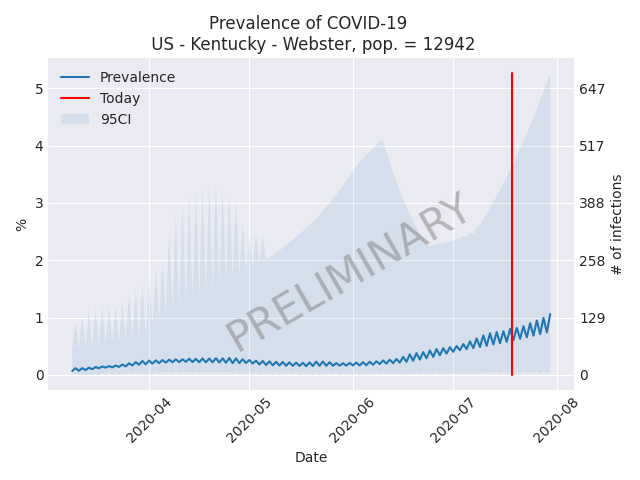 Prevalence of COVID-19
US - Kentucky - Webster, pop. = 12942
Prevalence
Today
95CI
5
4
3
2
1
0
%
647
517
388
258
129
0
# of infections
PRELIMINARY
2020-04
2020-05
2020-06
2020-07
2020-08
Date